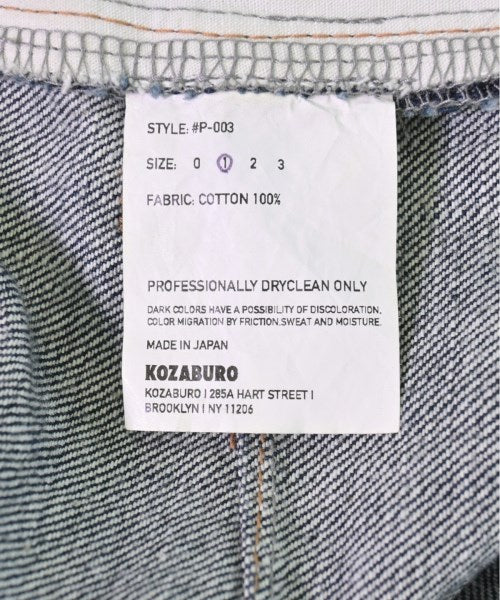 STYLE: #P-003
SIZE: 0 1 2 3
FABRIC: COTTON 100%
PROFESSIONALLY DRYCLEAN ONLY
DARK COLORS HAVE A POSSIBILITY OF DISCOLORATION,
COLOR MIGRATION BY FRICTION,SWEAT AND MOISTURE.
MADE IN JAPAN
KOZABURO
KOZABURO | 285A HART STREET |
BROOKLYN | NY 11206